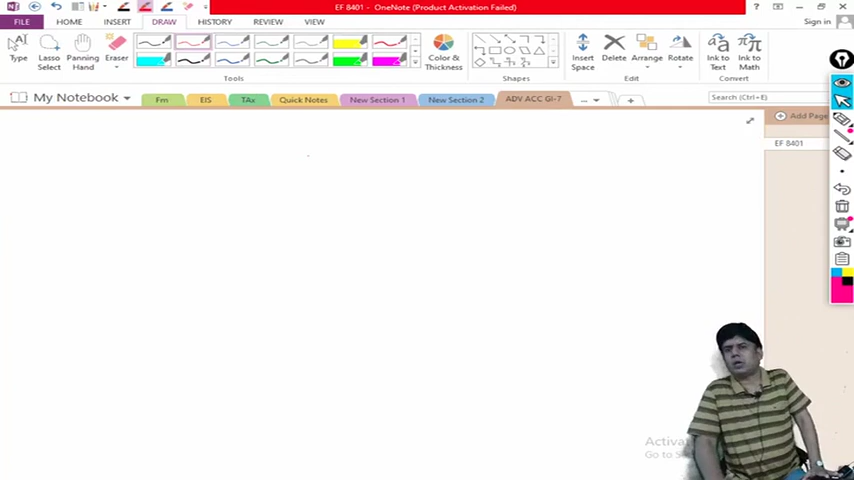 EF 8401 - OneNote (Product Activation Failed)
FILE HOME INSERT DRAW HISTORY REVIEW VIEW Sign in
Type Lasso Select Panning Hand Eraser Color & Thickness Insert Space Delete Arrange Rotate Ink to Text Ink to Math
Tools Shapes Edit Convert
My Notebook Fm EIS TAx Quick Notes New Section 1 New Section 2 ADV ACC GI-7 ... Search (Ctrl+E)
Add Page
EF 8401
Activa
Go to S